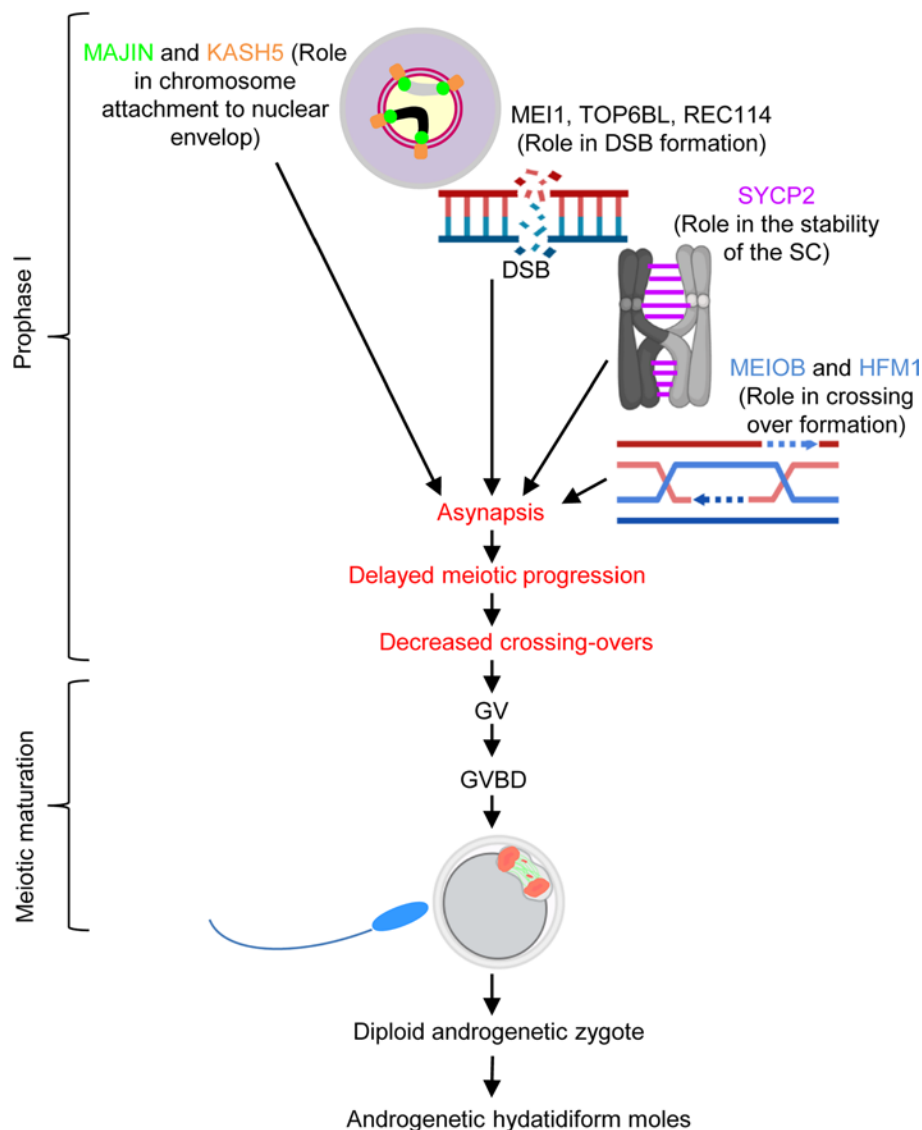 MAJIN and KASH5 (Role
in chromosome
attachment to nuclear
envelop)
MEI1, TOP6BL, REC114
(Role in DSB formation)
DSB
SYCP2
(Role in the stability
of the SC)
MEIOB and HFM1
(Role in crossing
over formation)
Prophase I
Asynapsis
Delayed meiotic progression
Decreased crossing-overs
Meiotic maturation
GV
GVBD
Diploid androgenetic zygote
Androgenetic hydatidiform moles